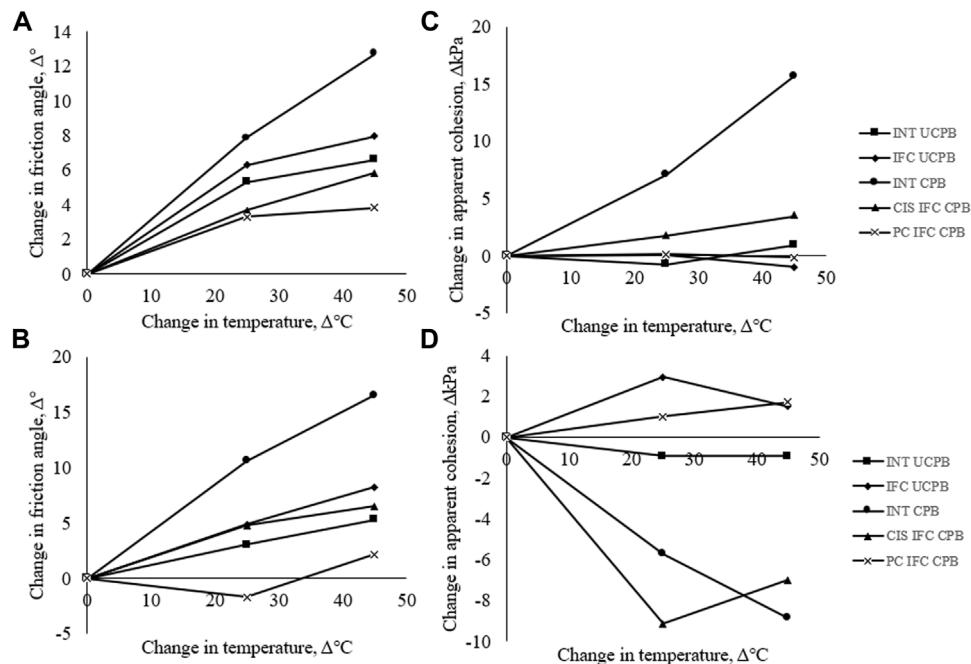 A
Change in friction angle, Δ°
14
12
10
8
6
4
2
0
0 10 20 30 40 50
Change in temperature, Δ°C
B
Change in friction angle, Δ°
20
15
10
5
0
-5
0 10 20 30 40 50
Change in temperature, Δ°C
C
Change in apparent cohesion, ΔkPa
20
15
10
5
0
-5
0 10 20 30 40 50
Change in temperature, Δ°C
INT UCPB
IFC UCPB
INT CPB
CIS IFC CPB
PC IFC CPB
D
Change in apparent cohesion, ΔkPa
4
2
0
-2
-4
-6
-8
-10
0 10 20 30 40 50
Change in temperature, Δ°C
INT UCPB
IFC UCPB
INT CPB
CIS IFC CPB
PC IFC CPB